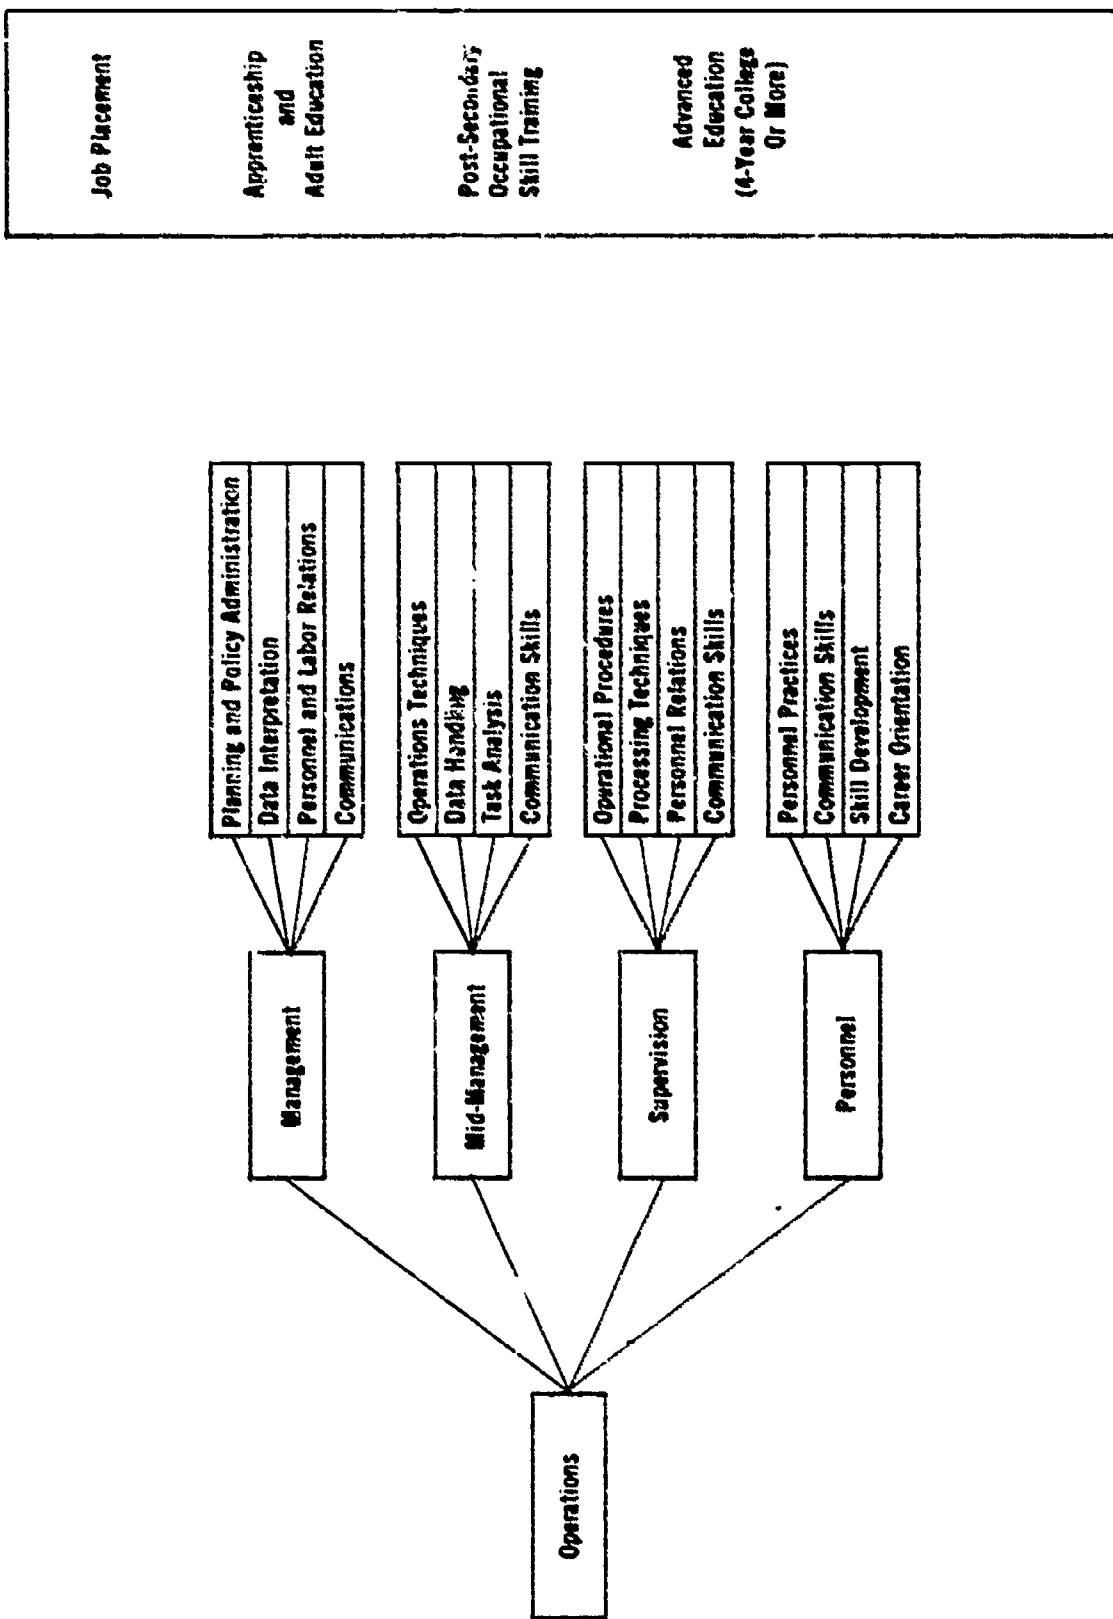 Operations
Management
Planning and Policy Administration
Data Interpretation
Personnel and Labor Relations
Communications
Mid-Management
Operations Techniques
Data Handling
Task Analysis
Communication Skills
Supervision
Operational Procedures
Processing Techniques
Personnel Relations
Communication Skills
Personnel
Personnel Practices
Communication Skills
Skill Development
Career Orientation
Job Placement
Apprenticeship
and
Adult Education
Post-Secondary
Occupational
Skill Training
Advanced
Education
(4-Year College
Or More)